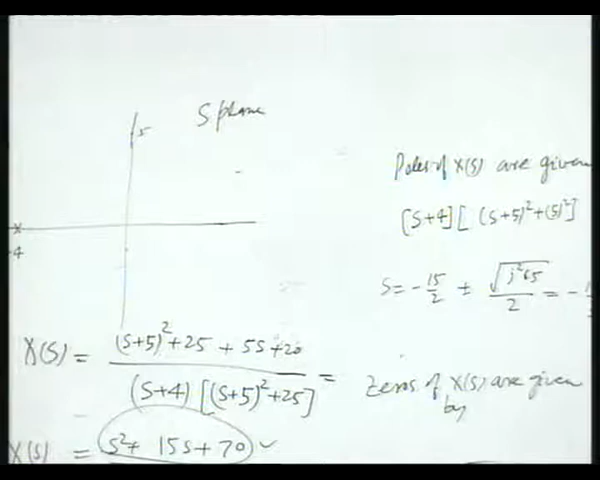 S plane
5
Poles of X(S) are given
[S+4][ (S+5)²+(5)²]
x
4
S = -15/2 ± √(j²65)/2 = -
X(S) = ((S+5)²+25 + 5S+20) / ((S+4) [(S+5)²+25]) =
Zeros of X(S) are given
by
X(S) = S²+ 15S+70